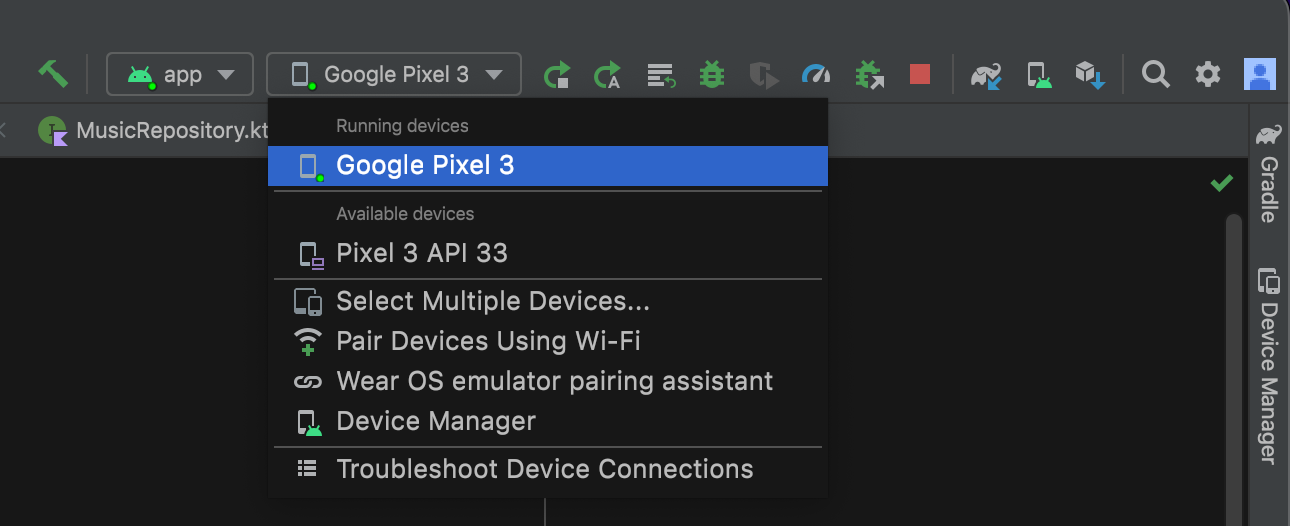 app
Google Pixel 3
MusicRepository.kt
Running devices
Google Pixel 3
Available devices
Pixel 3 API 33
Select Multiple Devices...
Pair Devices Using Wi-Fi
Wear OS emulator pairing assistant
Device Manager
Troubleshoot Device Connections
Gradle
Device Manager